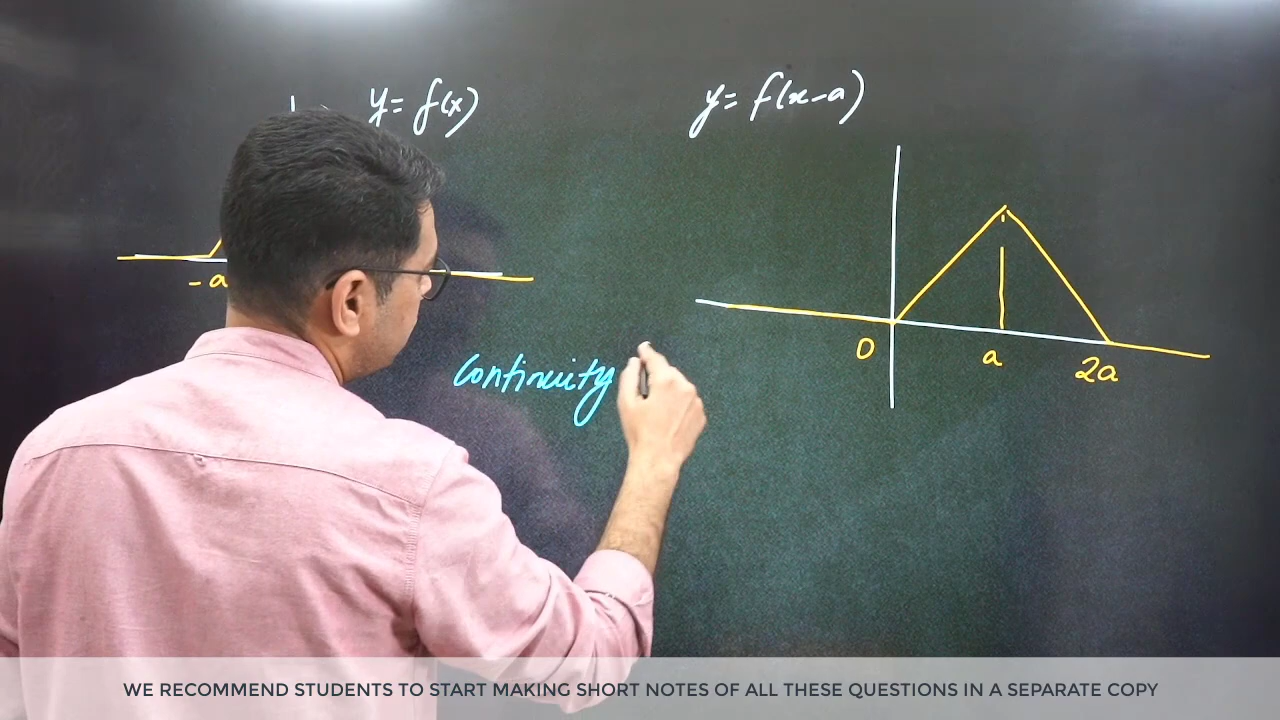 y= f(x)
y= f(x-a)
-a
continuity
0
a
2a
WE RECOMMEND STUDENTS TO START MAKING SHORT NOTES OF ALL THESE QUESTIONS IN A SEPARATE COPY